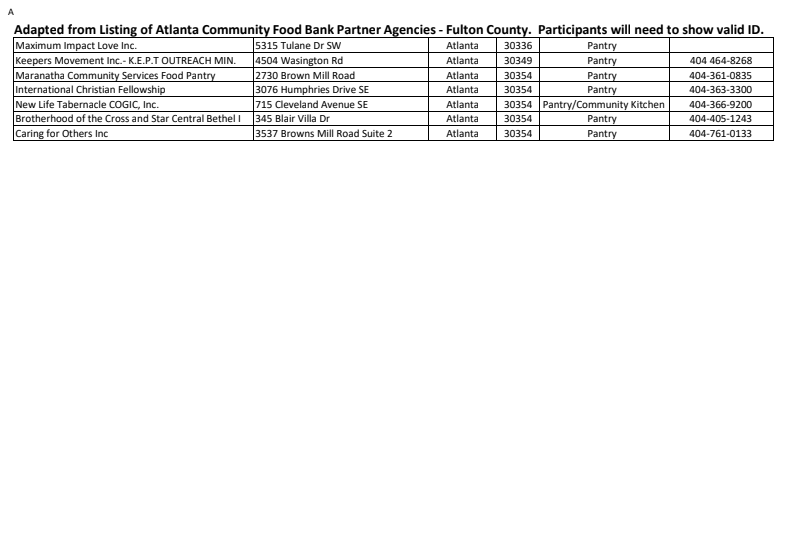 A
Adapted from Listing of Atlanta Community Food Bank Partner Agencies - Fulton County.  Participants will need to show valid ID.
Maximum Impact Love Inc. 5315 Tulane Dr SW Atlanta 30336 Pantry
Keepers Movement Inc.- K.E.P.T OUTREACH MIN. 4504 Wasington Rd Atlanta 30349 Pantry 404 464-8268
Maranatha Community Services Food Pantry 2730 Brown Mill Road Atlanta 30354 Pantry 404-361-0835
International Christian Fellowship 3076 Humphries Drive SE Atlanta 30354 Pantry 404-363-3300
New Life Tabernacle COGIC, Inc. 715 Cleveland Avenue SE Atlanta 30354 Pantry/Community Kitchen 404-366-9200
Brotherhood of the Cross and Star Central Bethel I 345 Blair Villa Dr Atlanta 30354 Pantry 404-405-1243
Caring for Others Inc 3537 Browns Mill Road Suite 2 Atlanta 30354 Pantry 404-761-0133